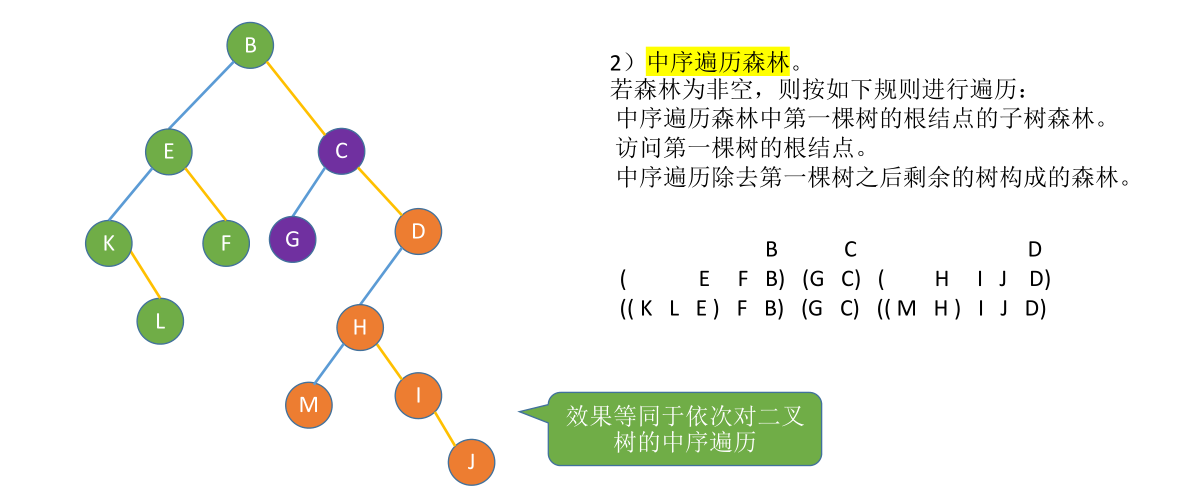 B
E
C
K
F
G
D
L
H
M
I
J
2）中序遍历森林。
若森林为非空，则按如下规则进行遍历：
中序遍历森林中第一棵树的根结点的子树森林。
访问第一棵树的根结点。
中序遍历除去第一棵树之后剩余的树构成的森林。
B C D
( E F B) (G C) ( H I J D)
(( K L E ) F B) (G C) (( M H ) I J D)
效果等同于依次对二叉
树的中序遍历